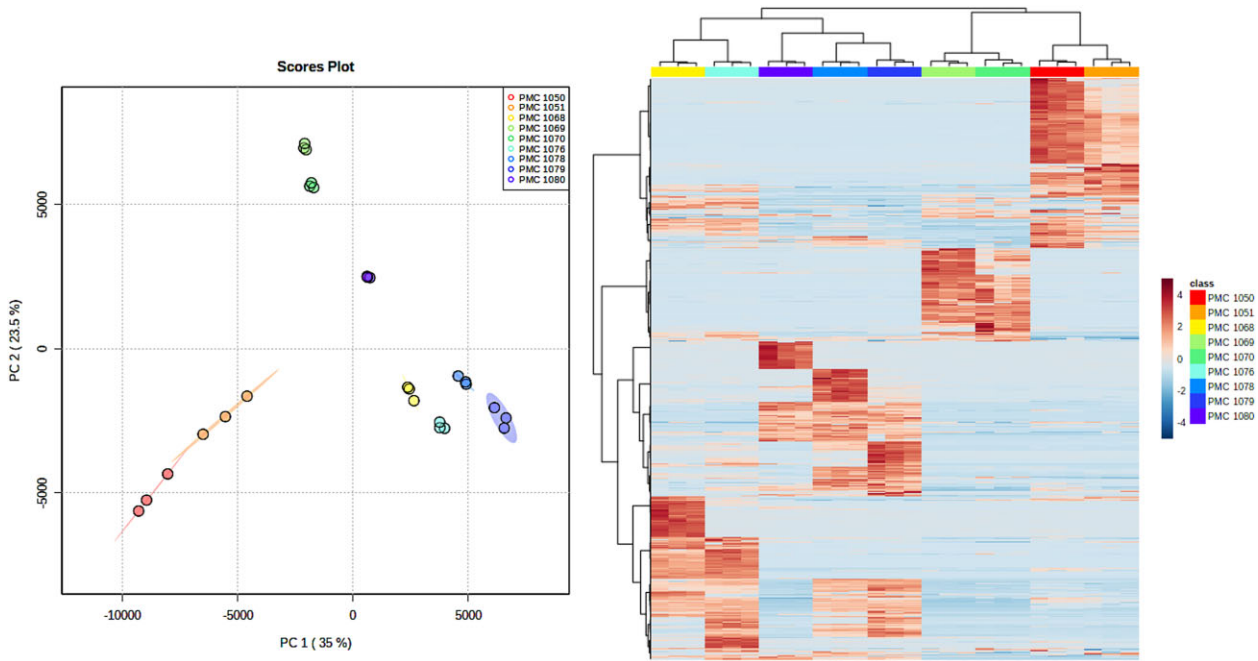 Scores Plot
PMC 1050
PMC 1051
PMC 1068
PMC 1069
PMC 1070
PMC 1076
PMC 1078
PMC 1079
PMC 1080
5000
0
-5000
PC 2 ( 23.5 %)
-10000
-5000
0
5000
PC 1 ( 35 %)
4
2
0
-2
-4
class
PMC 1050
PMC 1051
PMC 1068
PMC 1069
PMC 1070
PMC 1076
PMC 1078
PMC 1079
PMC 1080